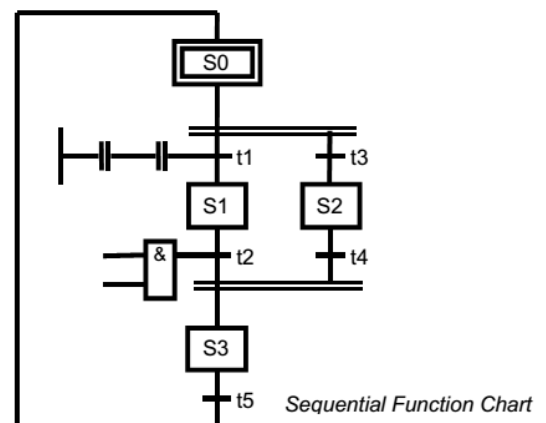 S0
t1
t3
S1
S2
&
t2
t4
S3
t5
Sequential Function Chart